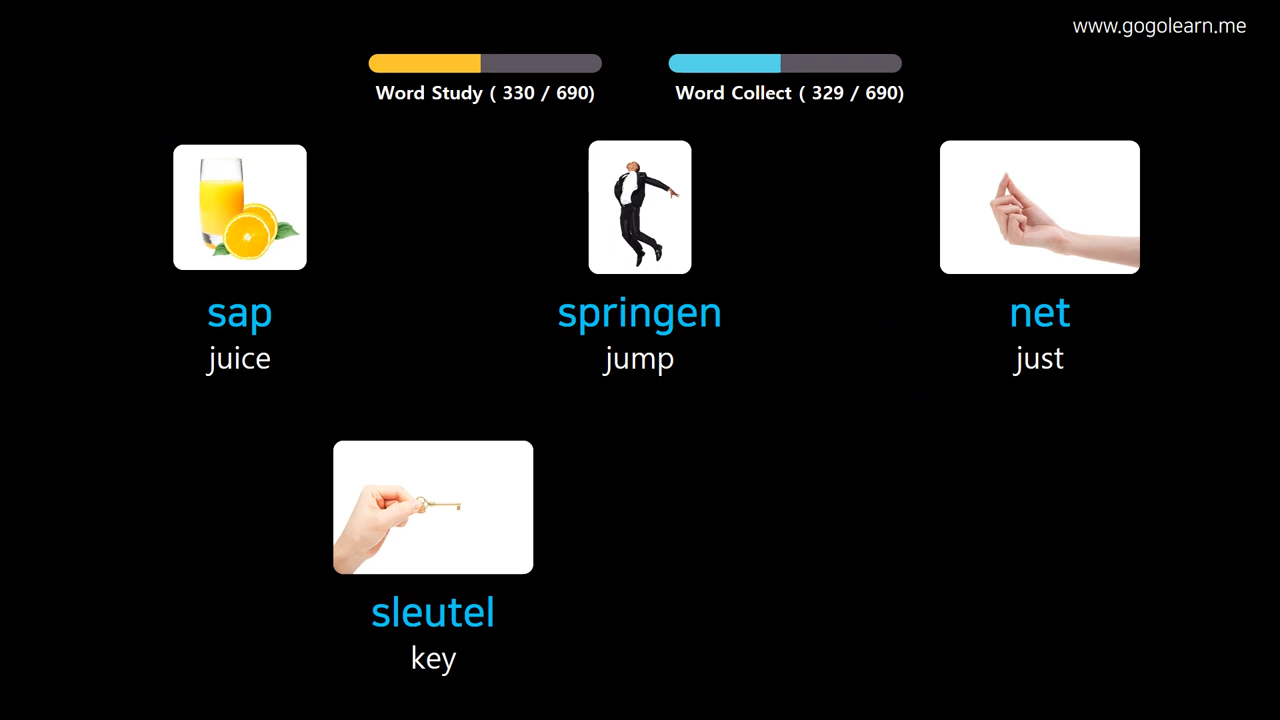 www.gogolearn.me
Word Study ( 330 / 690)
Word Collect ( 329 / 690)
sap
juice
springen
jump
net
just
sleutel
key